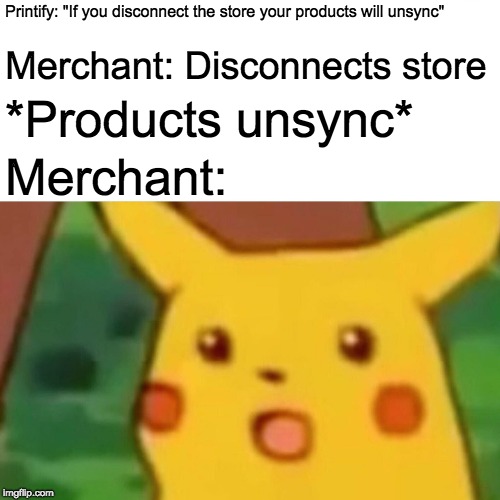 Printify: "If you disconnect the store your products will unsync"
Merchant: Disconnects store
*Products unsync*
Merchant:
imgflip.com